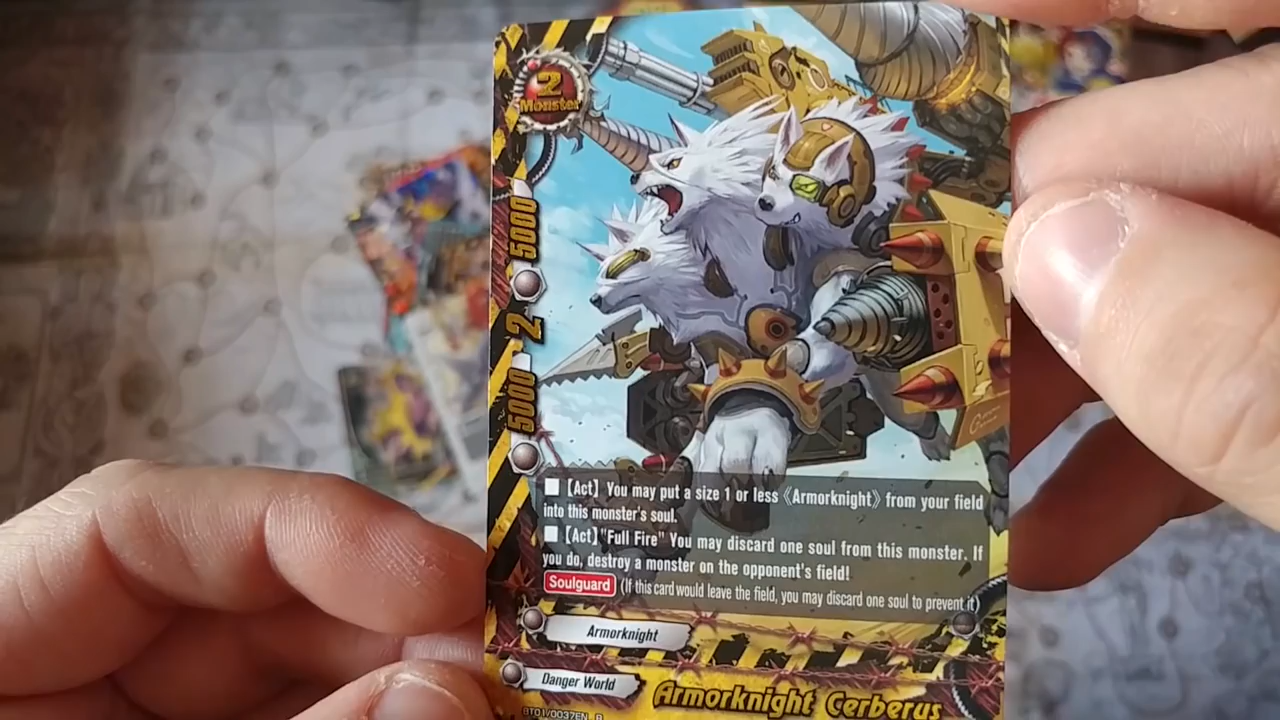 2
Monster
5000
2
5000
■【Act】You may put a size 1 or less 《Armorknight》 from your field
into this monster's soul.
■【Act】"Full Fire" You may discard one soul from this monster. If
you do, destroy a monster on the opponent's field!
Soulguard (If this card would leave the field, you may discard one soul to prevent it)
Armorknight
Danger World
Armorknight Cerberus
BT01/0037EN R